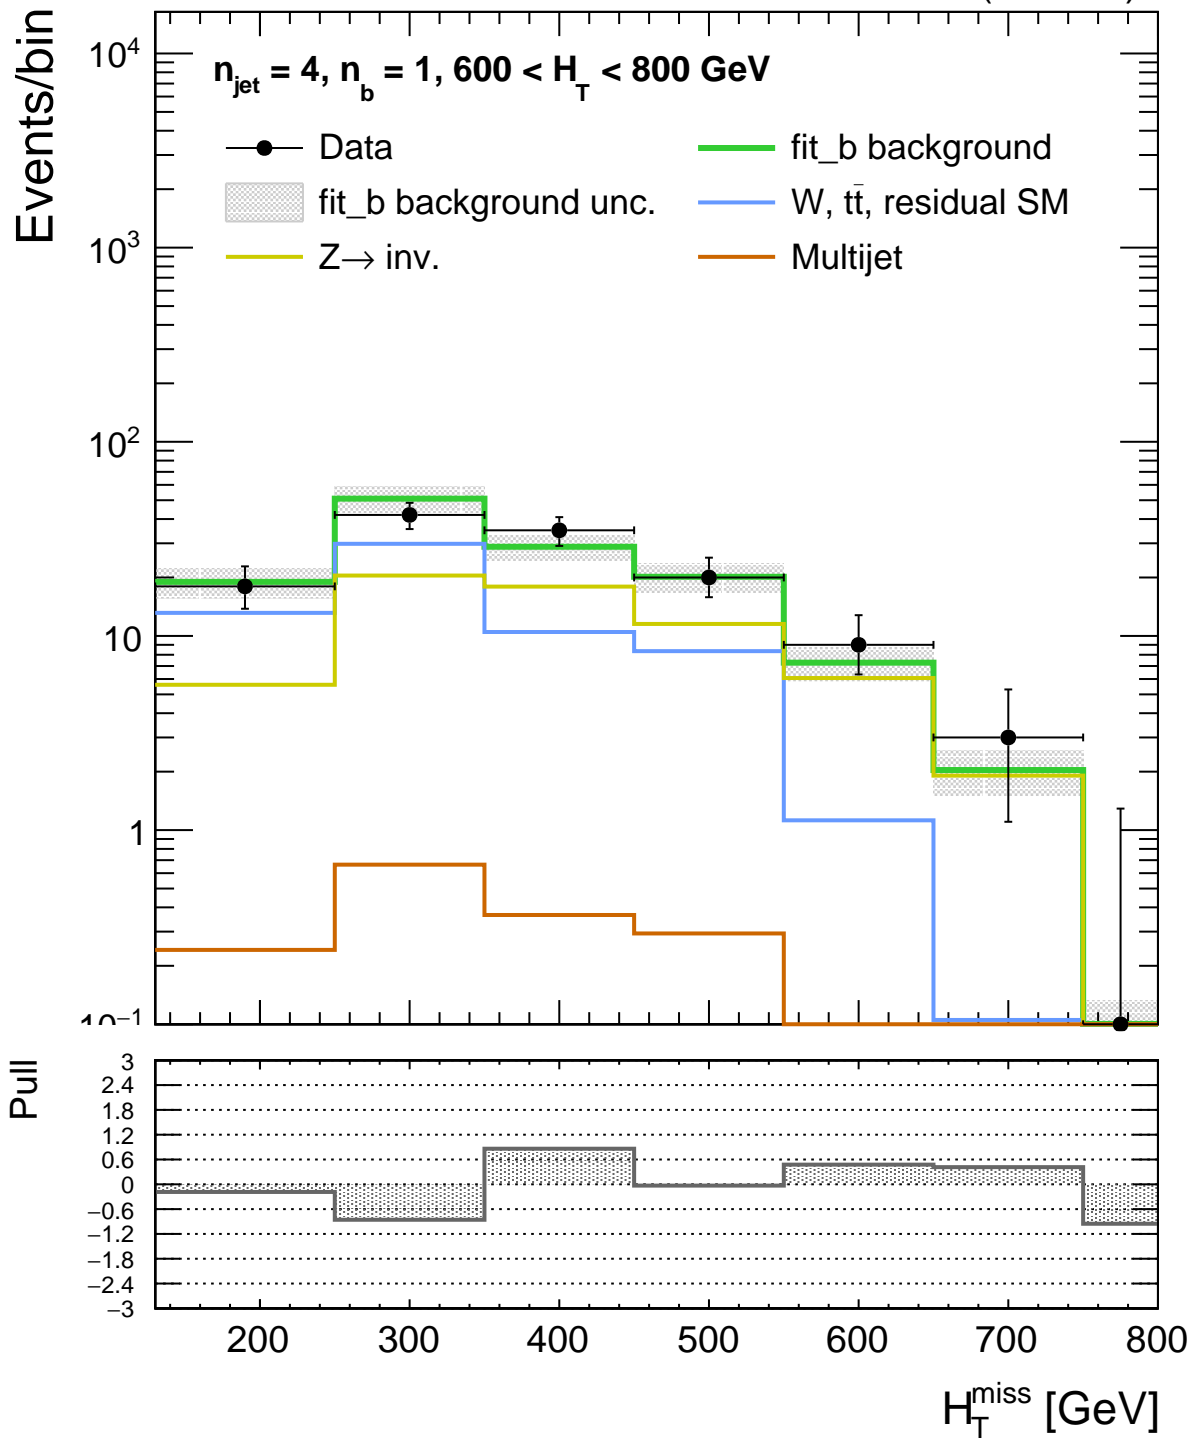 n_jet = 4, n_b = 1, 600 < H_T < 800 GeV
Data
fit_b background
fit_b background unc.
W, tt̄, residual SM
Z→ inv.
Multijet
Events/bin
10^4
10^3
10^2
10
1
10^−1
Pull
3
2.4
1.8
1.2
0.6
0
−0.6
−1.2
−1.8
−2.4
−3
200 300 400 500 600 700 800
H_T^miss [GeV]